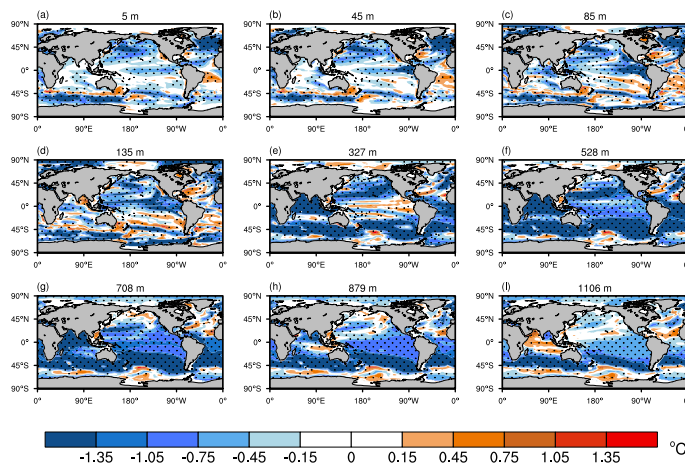 (a) 5 m (b) 45 m (c) 85 m
90°N 90°N 90°N
45°N 45°N 45°N
0° 0° 0°
45°S 45°S 45°S
90°S 90°S 90°S
0° 90°E 180° 90°W 0° 0° 90°E 180° 90°W 0° 0° 90°E 180° 90°W 0°
(d) 135 m (e) 327 m (f) 528 m
90°N 90°N 90°N
45°N 45°N 45°N
0° 0° 0°
45°S 45°S 45°S
90°S 90°S 90°S
0° 90°E 180° 90°W 0° 0° 90°E 180° 90°W 0° 0° 90°E 180° 90°W 0°
(g) 708 m (h) 879 m (I) 1106 m
90°N 90°N 90°N
45°N 45°N 45°N
0° 0° 0°
45°S 45°S 45°S
90°S 90°S 90°S
0° 90°E 180° 90°W 0° 0° 90°E 180° 90°W 0° 0° 90°E 180° 90°W 0°
°C
-1.35 -1.05 -0.75 -0.45 -0.15 0 0.15 0.45 0.75 1.05 1.35